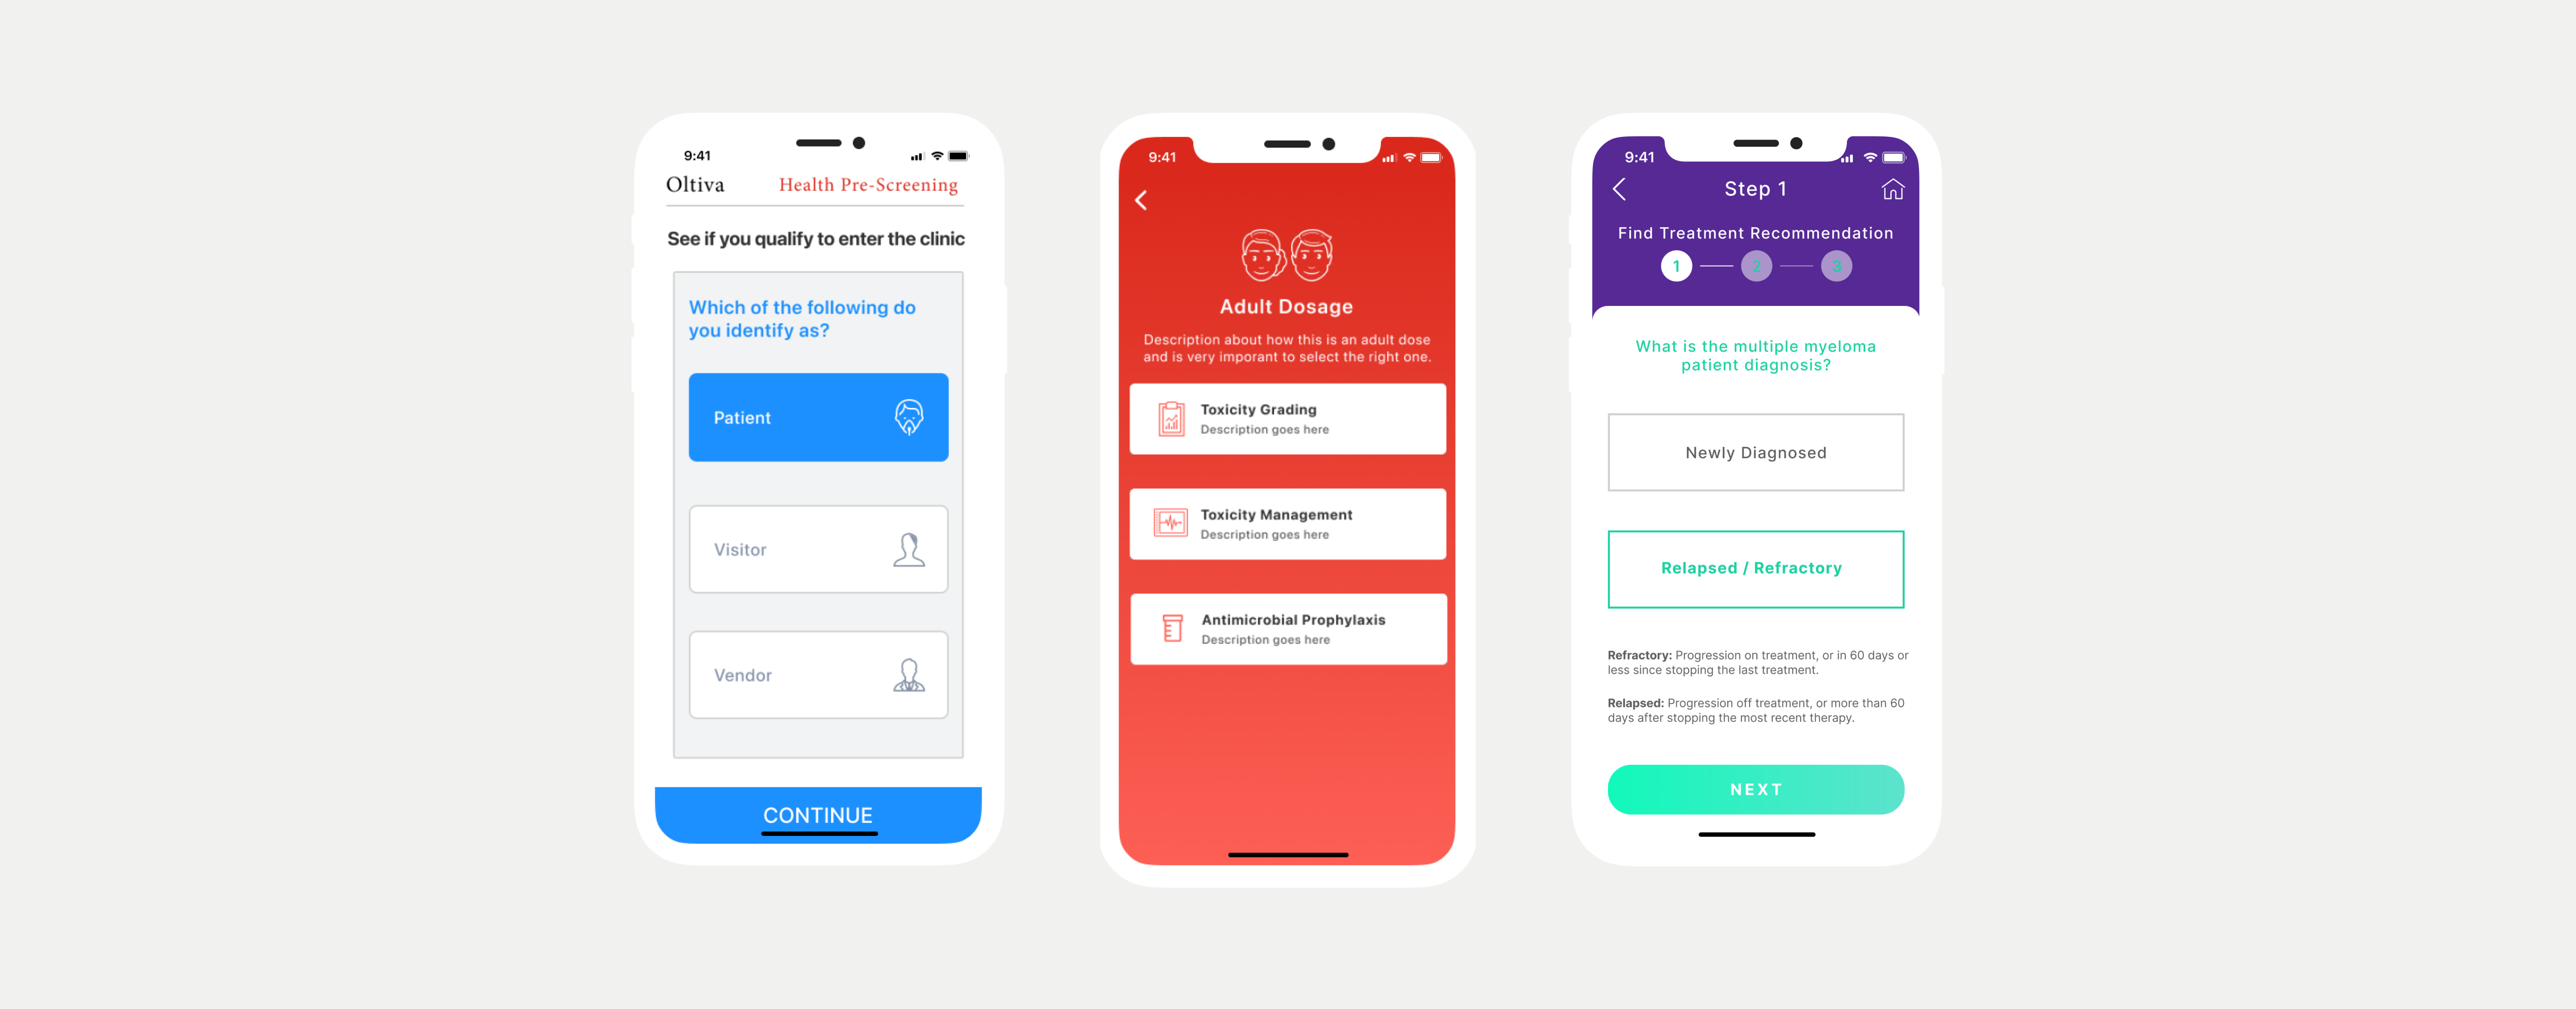 9:41
Oltiva
Health Pre-Screening
See if you qualify to enter the clinic
Which of the following do
you identify as?
Patient
Visitor
Vendor
CONTINUE
9:41
Adult Dosage
Description about how this is an adult dose
and is very imporant to select the right one.
Toxicity Grading
Description goes here
Toxicity Management
Description goes here
Antimicrobial Prophylaxis
Description goes here
9:41
Step 1
Find Treatment Recommendation
1
2
3
What is the multiple myeloma
patient diagnosis?
Newly Diagnosed
Relapsed / Refractory
Refractory: Progression on treatment, or in 60 days or
less since stopping the last treatment.
Relapsed: Progression off treatment, or more than 60
days after stopping the most recent therapy.
NEXT